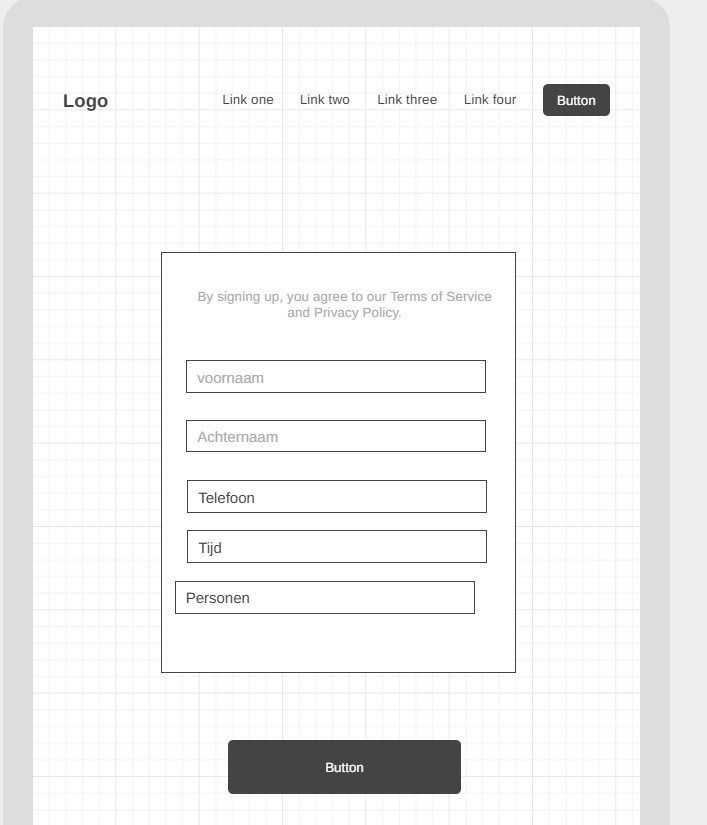 Logo
Link one
Link two
Link three
Link four
Button
By signing up, you agree to our Terms of Service
and Privacy Policy.
voornaam
Achternaam
Telefoon
Tijd
Personen
Button